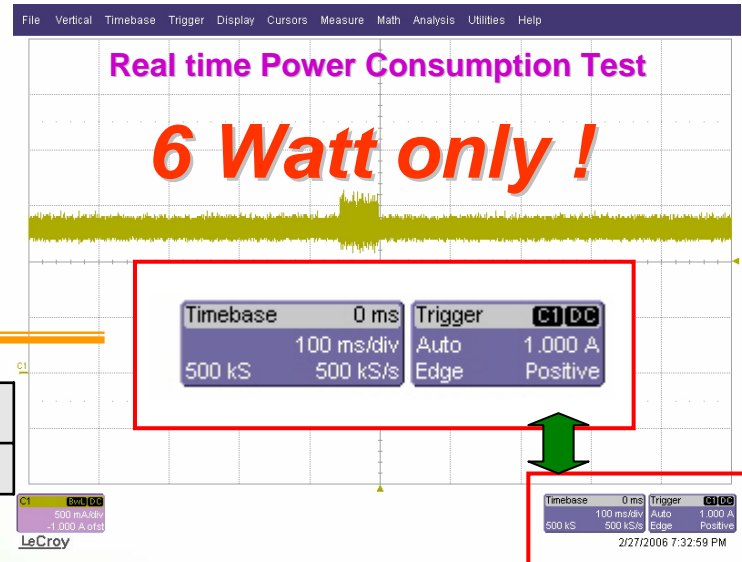 File Vertical Timebase Trigger Display Cursors Measure Math Analysis Utilities Help
Real time Power Consumption Test
6 Watt only !
Timebase 0 ms Trigger C1 DC
100 ms/div Auto 1.000 A
500 kS 500 kS/s Edge Positive
C1
C1 BwL DC
500 mA/div
-1.000 A ofst
LeCroy
Timebase 0 ms Trigger C1 DC
100 ms/div Auto 1.000 A
500 kS 500 kS/s Edge Positive
2/27/2006 7:32:59 PM